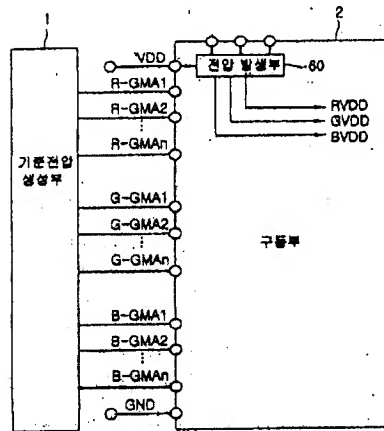 1
2
VDD
전압 발생부
60
R-GMA1
R-GMA2
R-GMAn
RVDD
GVDD
BVDD
기준전압
생성부
G-GMA1
G-GMA2
G-GMAn
구동부
B-GMA1
B-GMA2
B-GMAn
GND